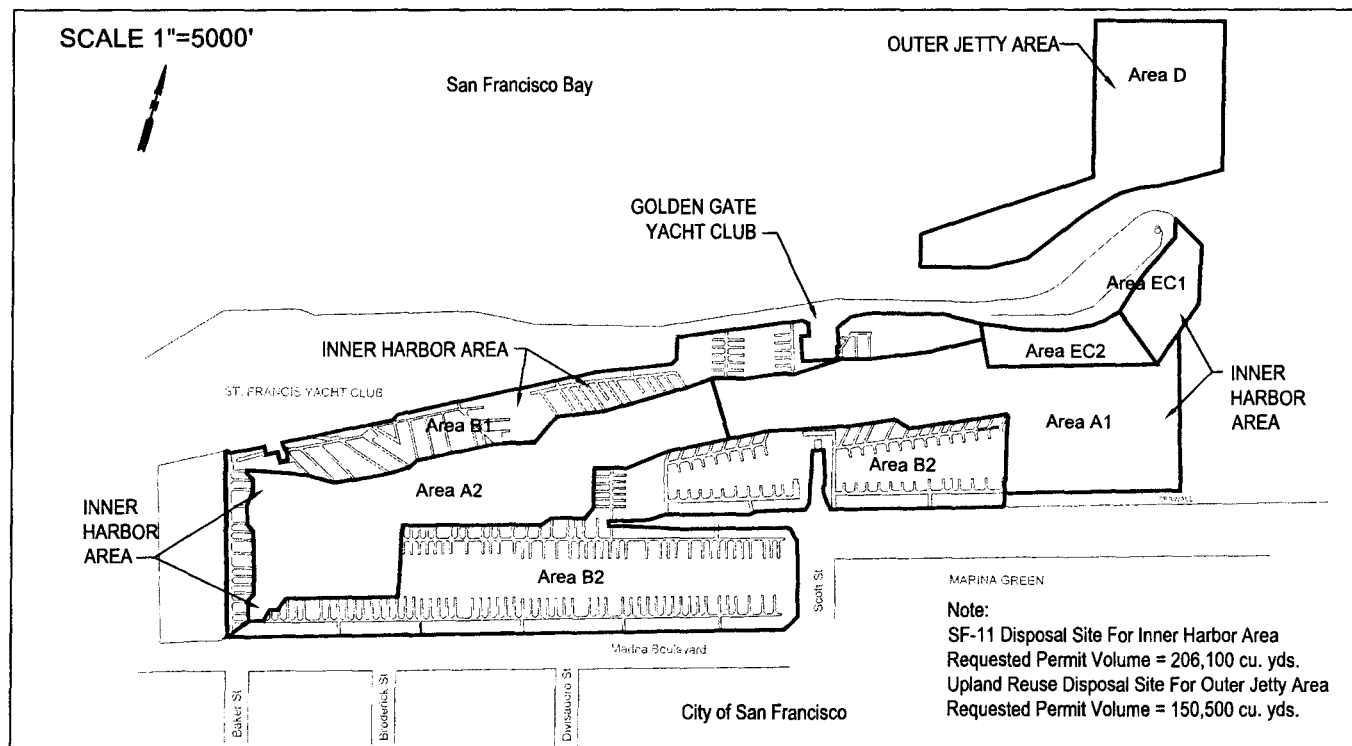 SCALE 1"=5000'
San Francisco Bay
OUTER JETTY AREA
Area D
GOLDEN GATE
YACHT CLUB
Area EC1
INNER HARBOR AREA
Area EC2
ST. FRANCIS YACHT CLUB
INNER
HARBOR
AREA
Area B1
Area A1
Area B2
Area A2
INNER
HARBOR
AREA
SEAWALL
Area B2
Scott St
MARINA GREEN
Note:
SF-11 Disposal Site For Inner Harbor Area
Requested Permit Volume = 206,100 cu. yds.
Upland Reuse Disposal Site For Outer Jetty Area
Requested Permit Volume = 150,500 cu. yds.
Marina Boulevard
Baker St
Broderick St
Divisadero St
City of San Francisco